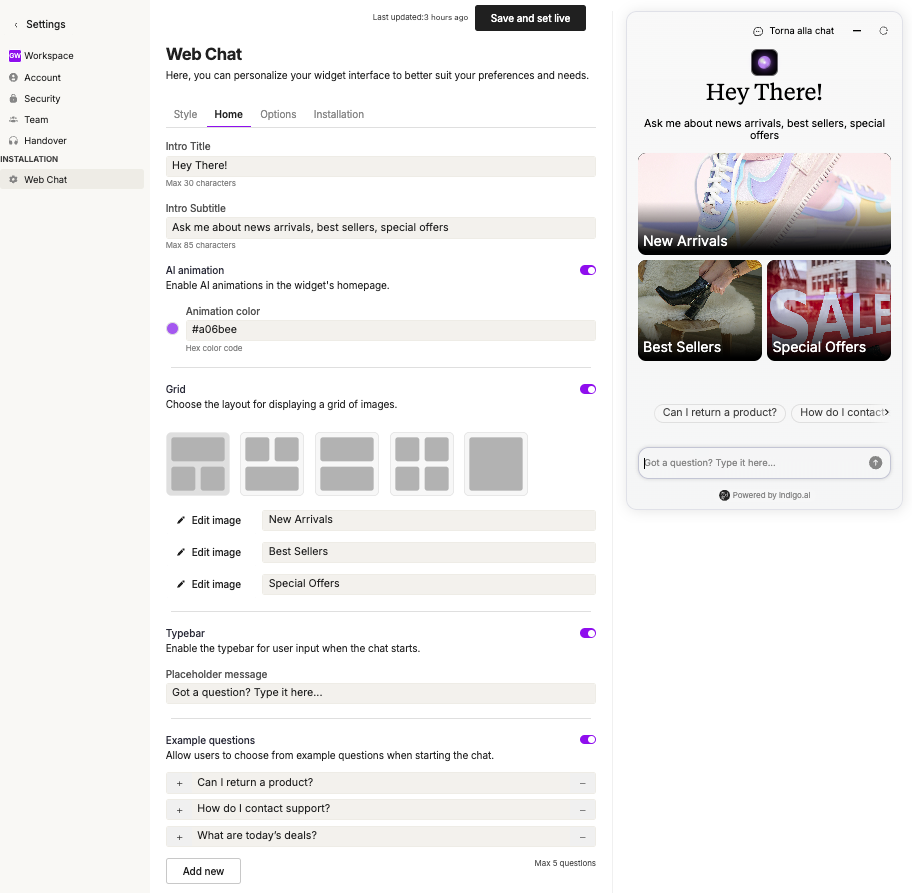 Settings
GW Workspace
Account
Security
Team
Handover
INSTALLATION
Web Chat
Last updated:3 hours ago
Save and set live
Web Chat
Here, you can personalize your widget interface to better suit your preferences and needs.
Style Home Options Installation
Intro Title
Hey There!
Max 30 characters
Intro Subtitle
Ask me about news arrivals, best sellers, special offers
Max 85 characters
AI animation
Enable AI animations in the widget's homepage.
Animation color
#a06bee
Hex color code
Grid
Choose the layout for displaying a grid of images.
Edit image New Arrivals
Edit image Best Sellers
Edit image Special Offers
Typebar
Enable the typebar for user input when the chat starts.
Placeholder message
Got a question? Type it here...
Example questions
Allow users to choose from example questions when starting the chat.
+ Can I return a product? –
+ How do I contact support? –
+ What are today's deals? –
Add new
Max 5 questions
Torna alla chat
Hey There!
Ask me about news arrivals, best sellers, special
offers
New Arrivals
SALE
Best Sellers
Special Offers
Can I return a product? How do I contact
Got a question? Type it here...
Powered by indigo.ai